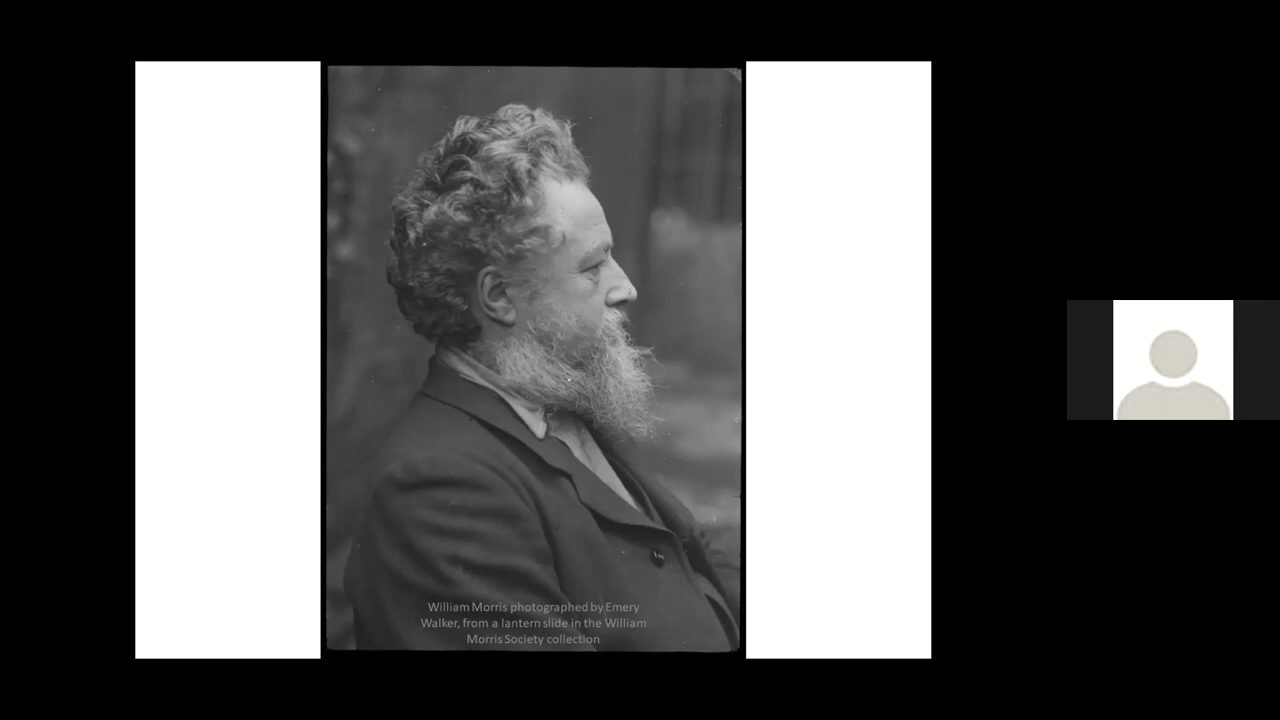 William Morris photographed by Emery
Walker, from a lantern slide in the William
Morris Society collection